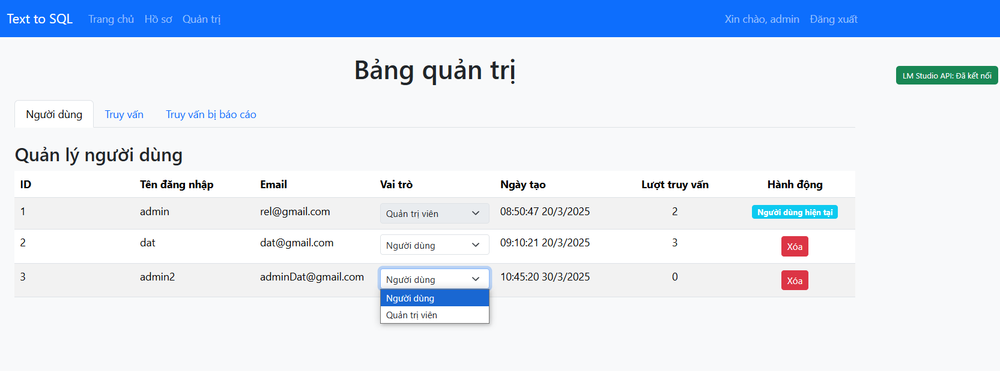 Text to SQL Trang chủ Hồ sơ Quản trị Xin chào, admin Đăng xuất
Bảng quản trị
LM Studio API: Đã kết nối
Người dùng Truy vấn Truy vấn bị báo cáo
Quản lý người dùng
ID Tên đăng nhập Email Vai trò Ngày tạo Lượt truy vấn Hành động
1 admin rel@gmail.com Quản trị viên 08:50:47 20/3/2025 2 Người dùng hiện tại
2 dat dat@gmail.com Người dùng 09:10:21 20/3/2025 3 Xóa
3 admin2 adminDat@gmail.com Người dùng 10:45:20 30/3/2025 0 Xóa
Người dùng
Quản trị viên